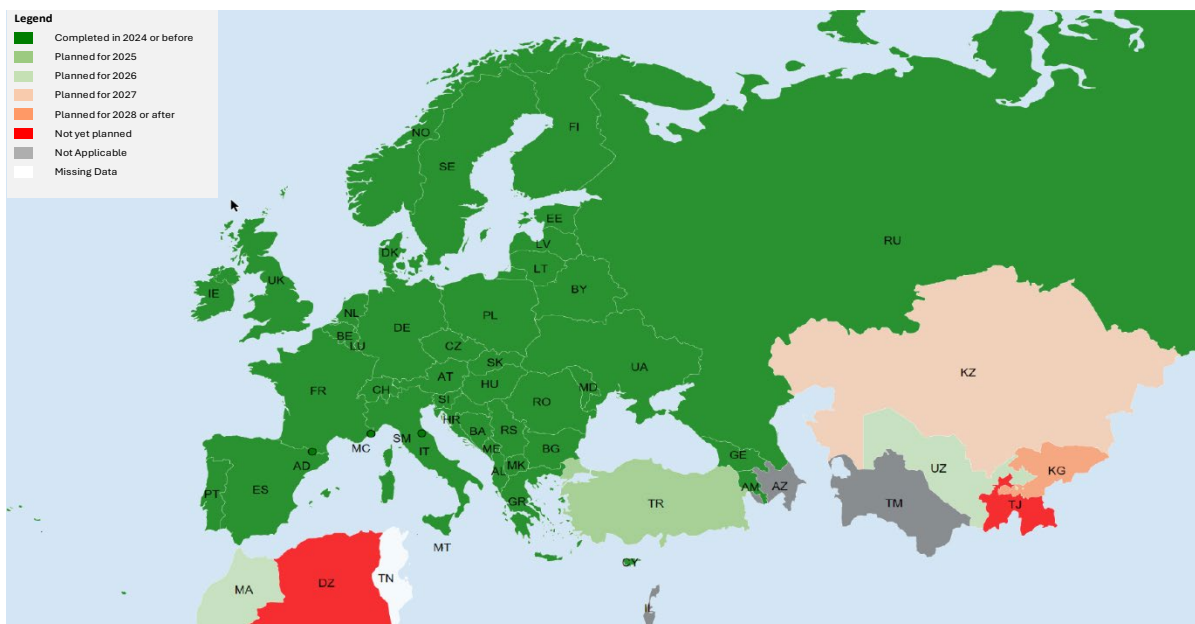 Legend
Completed in 2024 or before
Planned for 2025
Planned for 2026
Planned for 2027
Planned for 2028 or after
Not yet planned
Not Applicable
Missing Data
NO
FI
SE
EE
RU
LV
DK
LT
IE
UK
BY
NL
PL
DE
BE
LU
CZ
SK
UA
KZ
AT
HU
MD
FR
CH
SI
RO
HR
BA
RS
SM
MC
IT
ME
BG
GE
AD
MK
AL
UZ
KG
PT
ES
GR
AM
AZ
TR
TM
TJ
MT
CY
TN
DZ
MA
IL